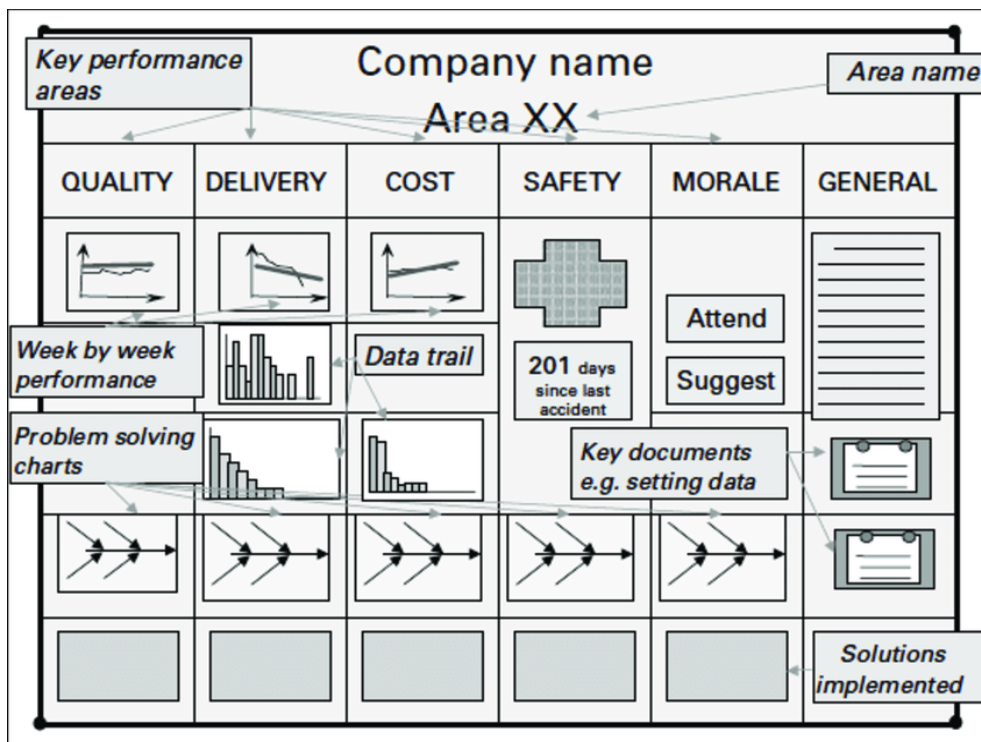 Key performance
areas
Company name
Area XX
Area name
QUALITY
DELIVERY
COST
SAFETY
MORALE
GENERAL
Week by week
performance
Data trail
201 days
since last
accident
Attend
Suggest
Problem solving
charts
Key documents
e.g. setting data
Solutions
implemented